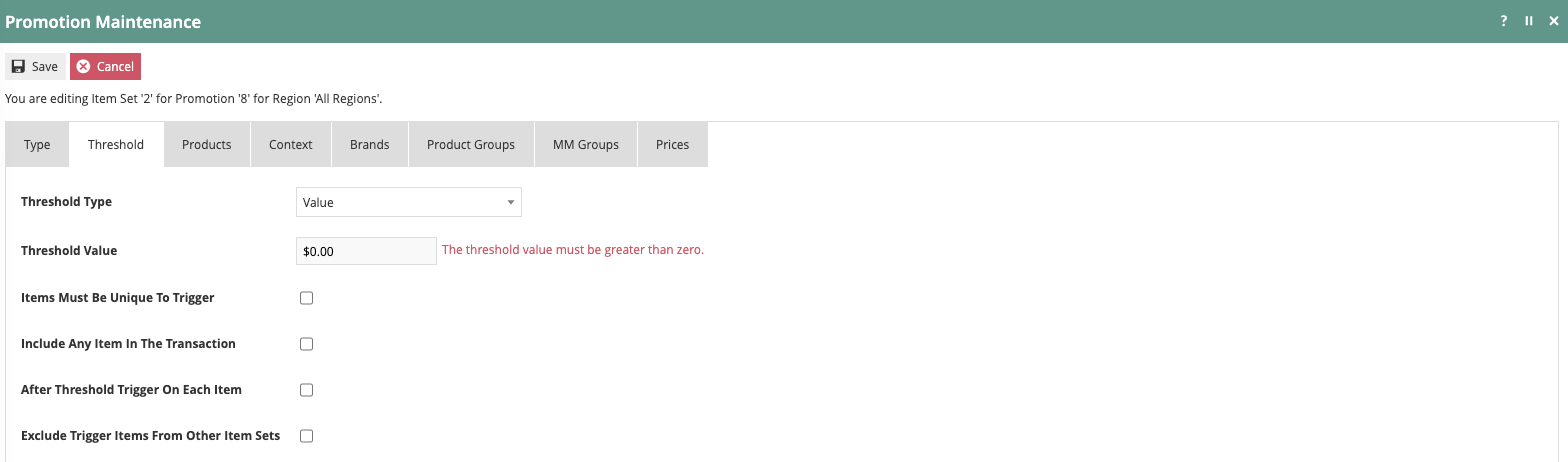 Promotion Maintenance
?
Save
Cancel
You are editing Item Set '2' for Promotion '8' for Region 'All Regions'.
Type
Threshold
Products
Context
Brands
Product Groups
MM Groups
Prices
Threshold Type
Value
Threshold Value
$0.00
The threshold value must be greater than zero.
Items Must Be Unique To Trigger
Include Any Item In The Transaction
After Threshold Trigger On Each Item
Exclude Trigger Items From Other Item Sets